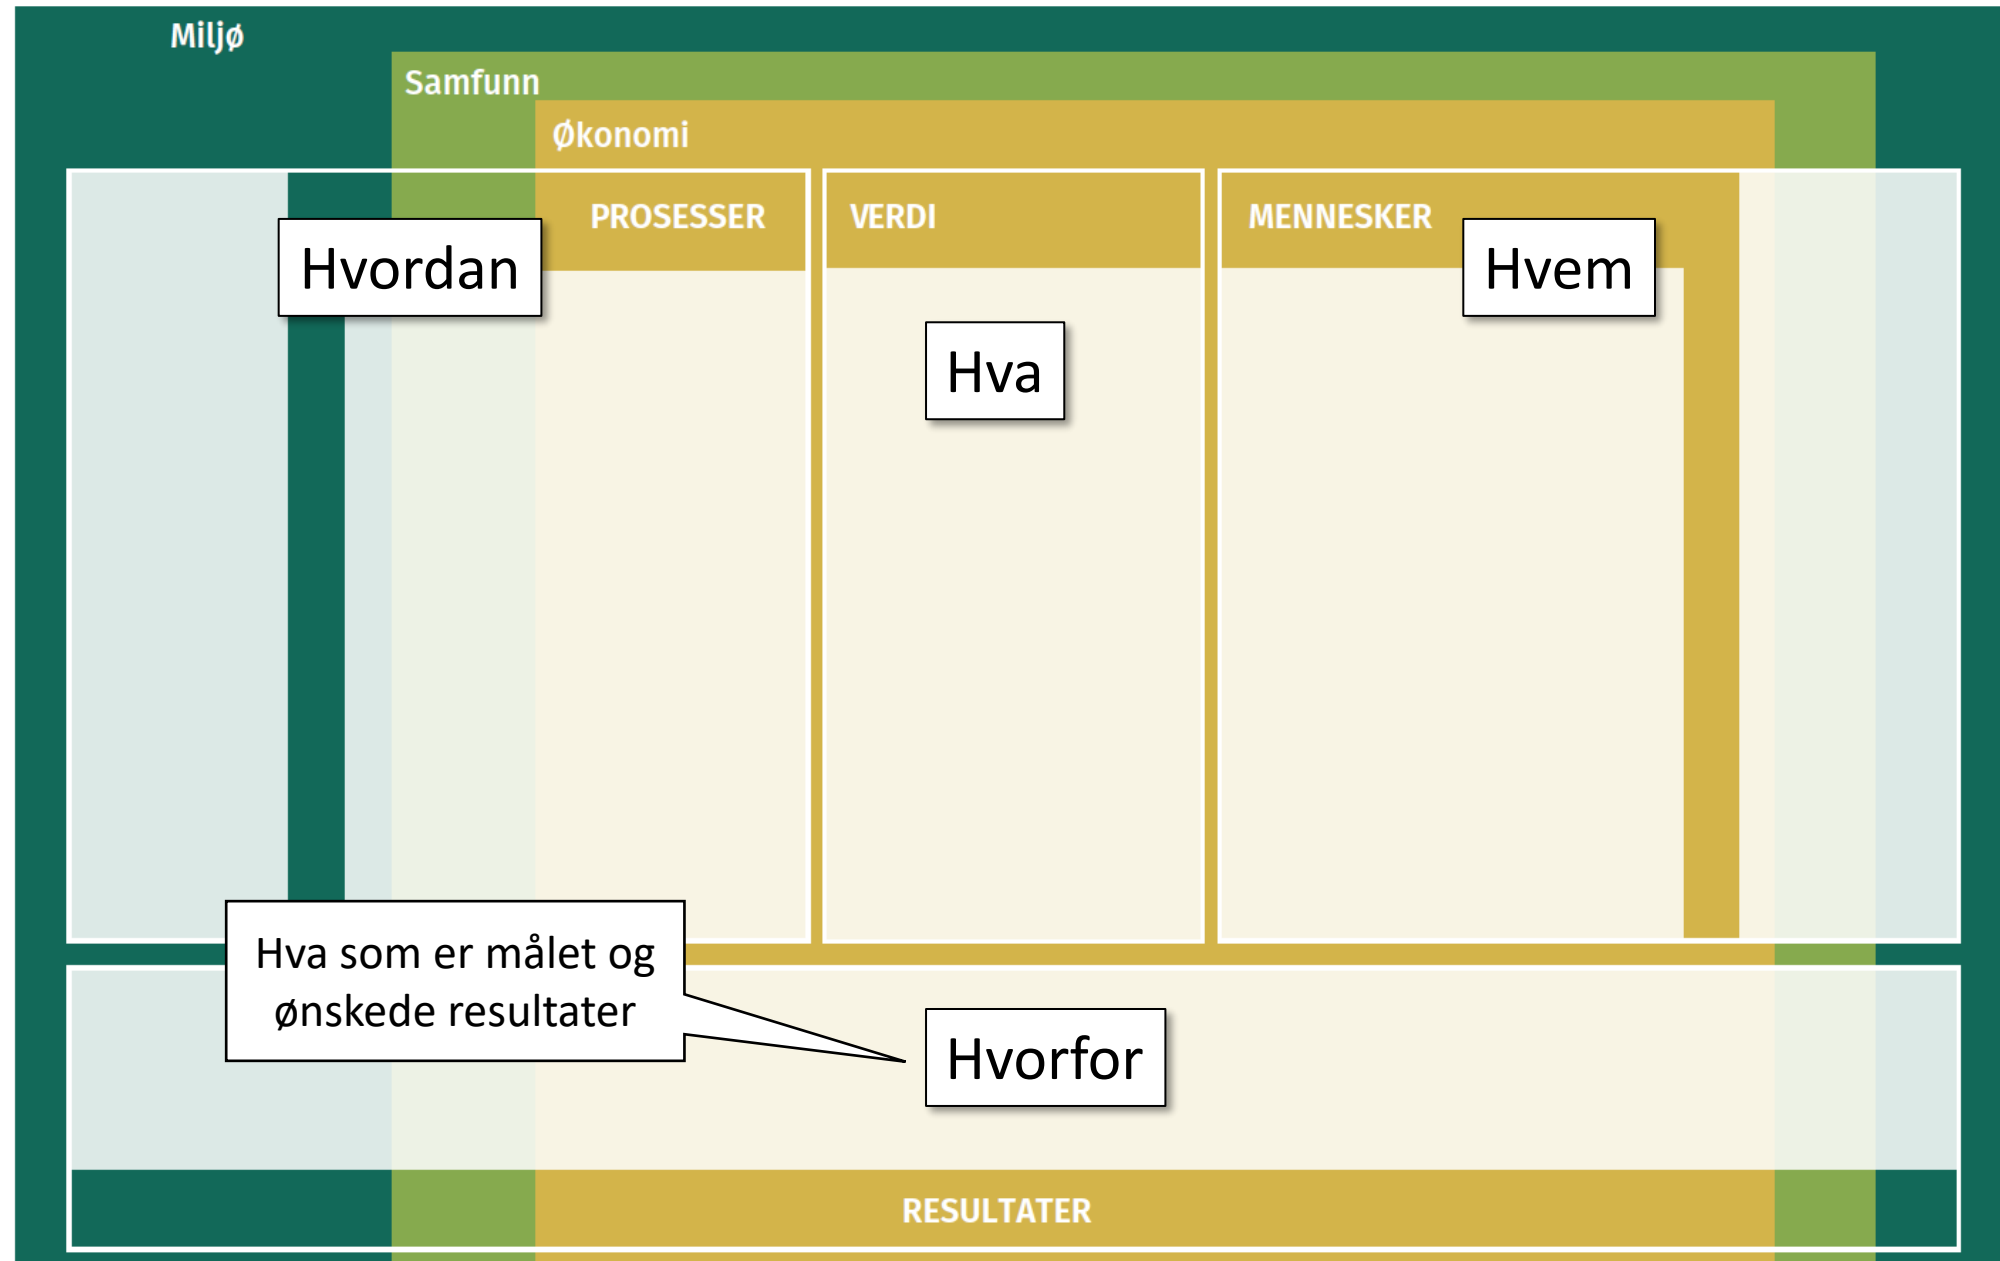 Miljø
Samfunn
Økonomi
PROSESSER
VERDI
MENNESKER
Hvordan
Hvem
Hva
Hva som er målet og
ønskede resultater
Hvorfor
RESULTATER